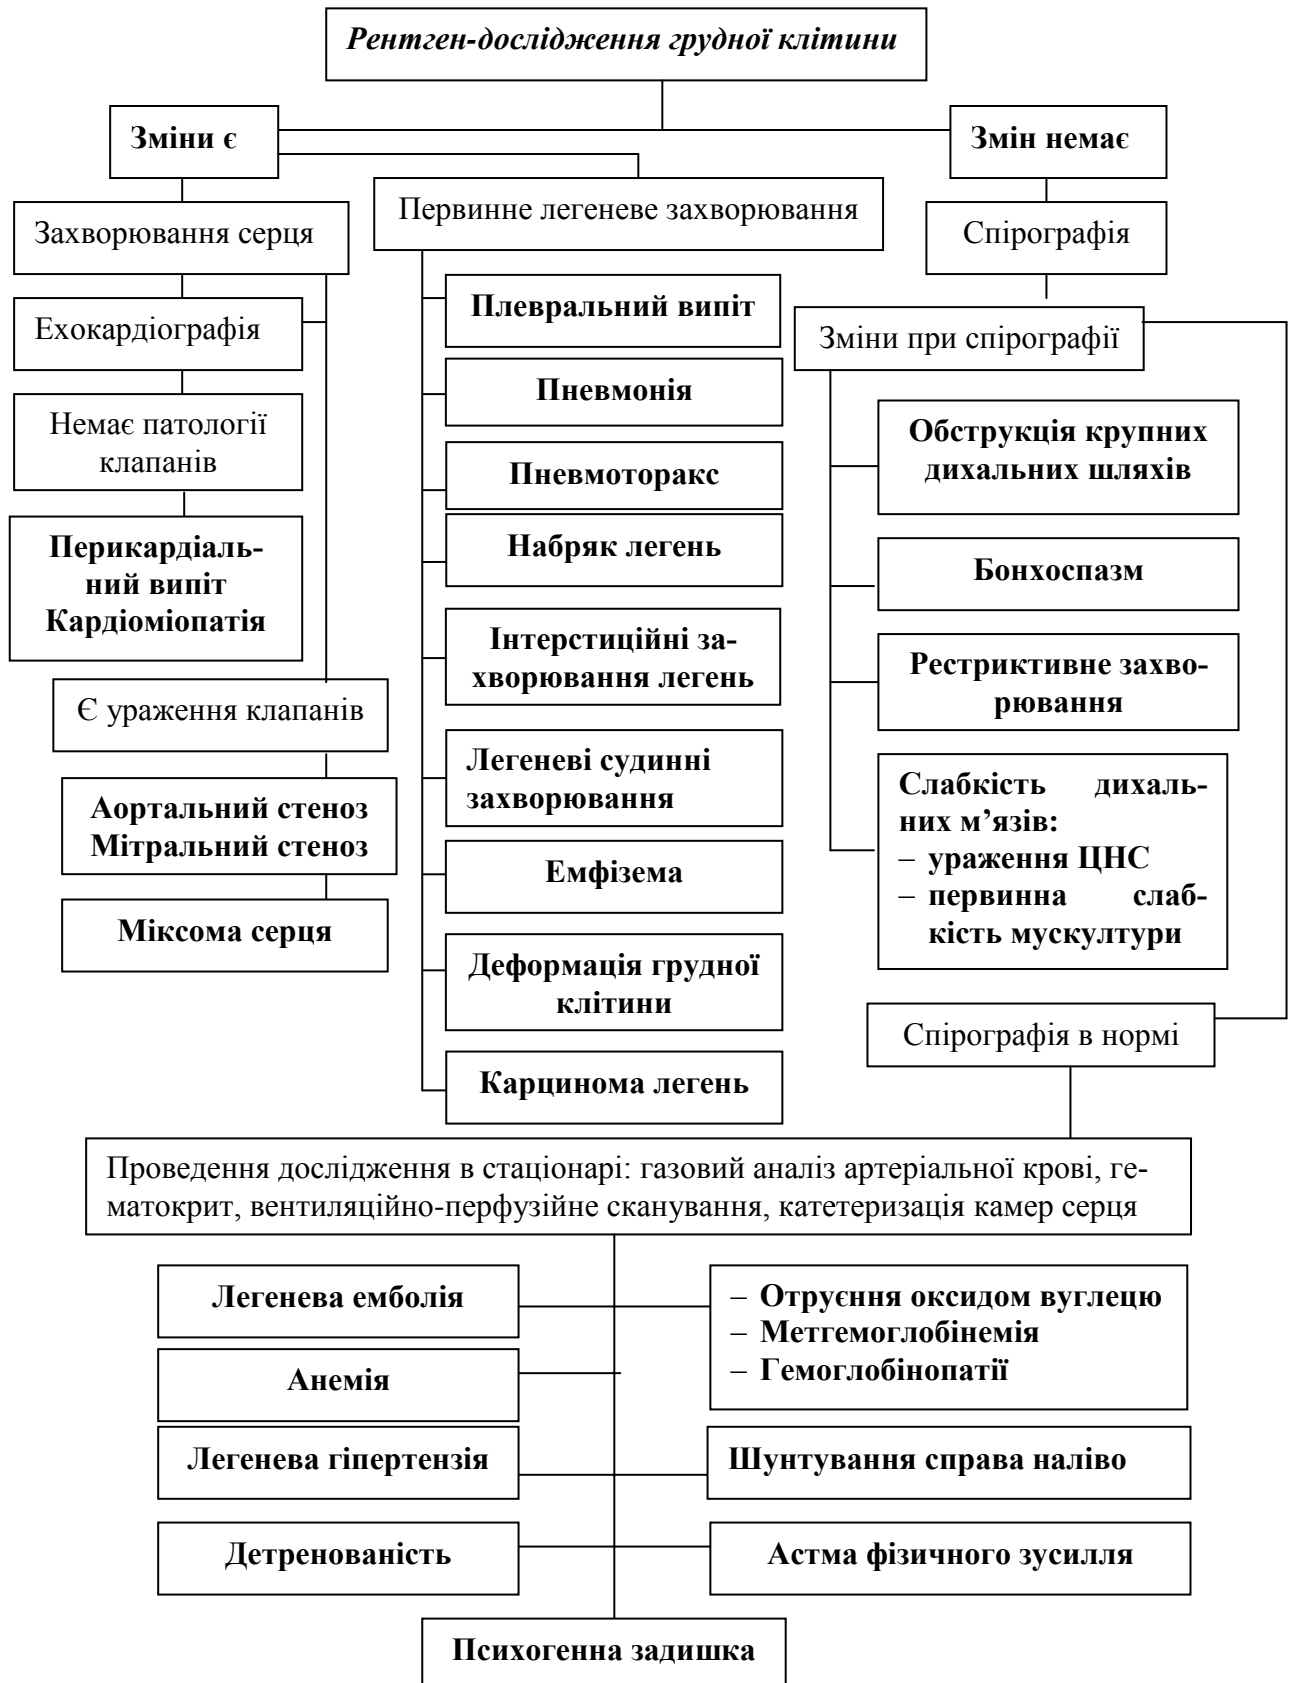 Рентген-дослідження грудної клітини
Зміни є
Змін немає
Захворювання серця
Первинне легеневе захворювання
Спірографія
Ехокардіографія
Плевральний випіт
Зміни при спірографії
Немає патології
клапанів
Пневмонія
Обструкція крупних
дихальних шляхів
Пневмоторакс
Перикардіаль-
ний випіт
Кардіоміопатія
Набряк легень
Бонхоспазм
Інтерстиційні за-
хворювання легень
Рестриктивне захво-
рювання
Є ураження клапанів
Легеневі судинні
захворювання
Слабкість дихаль-
них м’язів:
– ураження ЦНС
– первинна слаб-
кість мускултури
Аортальний стеноз
Мітральний стеноз
Емфізема
Міксома серця
Деформація грудної
клітини
Спірографія в нормі
Карцинома легень
Проведення дослідження в стаціонарі: газовий аналіз артеріальної крові, ге-
матокрит, вентиляційно-перфузійне сканування, катетеризація камер серця
Легенева емболія
– Отруєння оксидом вуглецю
– Метгемоглобінемія
– Гемоглобінопатії
Анемія
Легенева гіпертензія
Шунтування справа наліво
Детренованість
Астма фізичного зусилля
Психогенна задишка